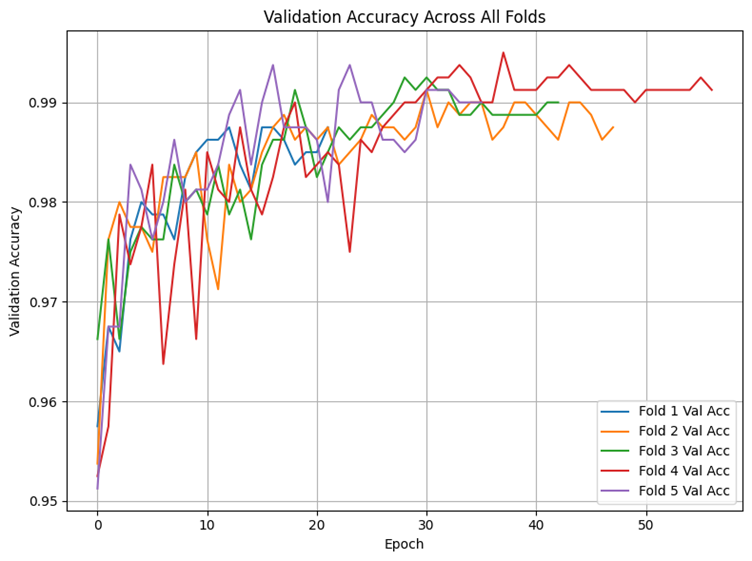 Validation Accuracy Across All Folds
0.99
0.98
0.97
0.96
0.95
Validation Accuracy
0
10
20
30
40
50
Epoch
Fold 1 Val Acc
Fold 2 Val Acc
Fold 3 Val Acc
Fold 4 Val Acc
Fold 5 Val Acc